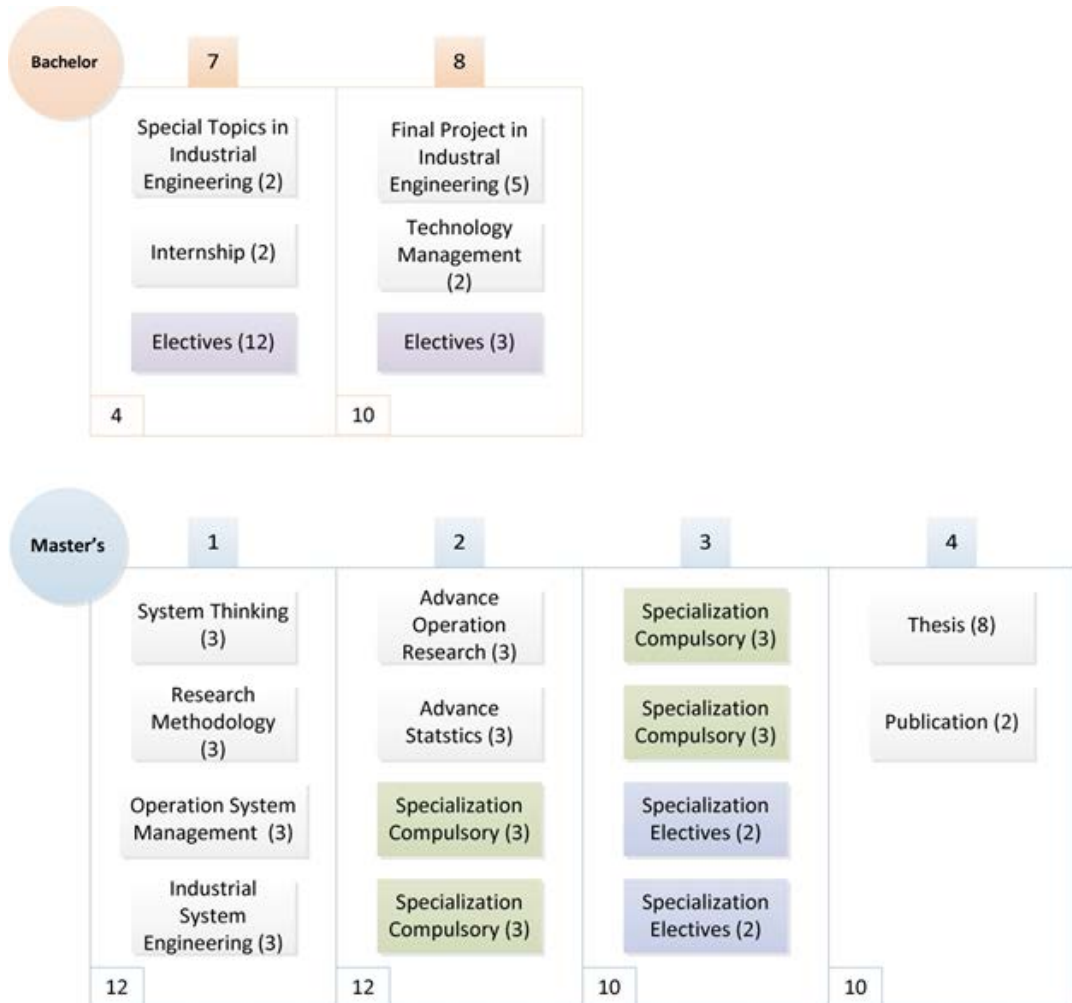 Bachelor
7
8
Special Topics in
Industrial
Engineering (2)
Final Project in
Industral
Engineering (5)
Internship (2)
Technology
Management
(2)
Electives (12)
Electives (3)
4
10
Master's
1
2
3
4
System Thinking
(3)
Advance
Operation
Research (3)
Specialization
Compulsory (3)
Thesis (8)
Research
Methodology
(3)
Advance
Statstics (3)
Specialization
Compulsory (3)
Publication (2)
Operation System
Management (3)
Specialization
Compulsory (3)
Specialization
Electives (2)
Industrial
System
Engineering (3)
Specialization
Compulsory (3)
Specialization
Electives (2)
12
12
10
10